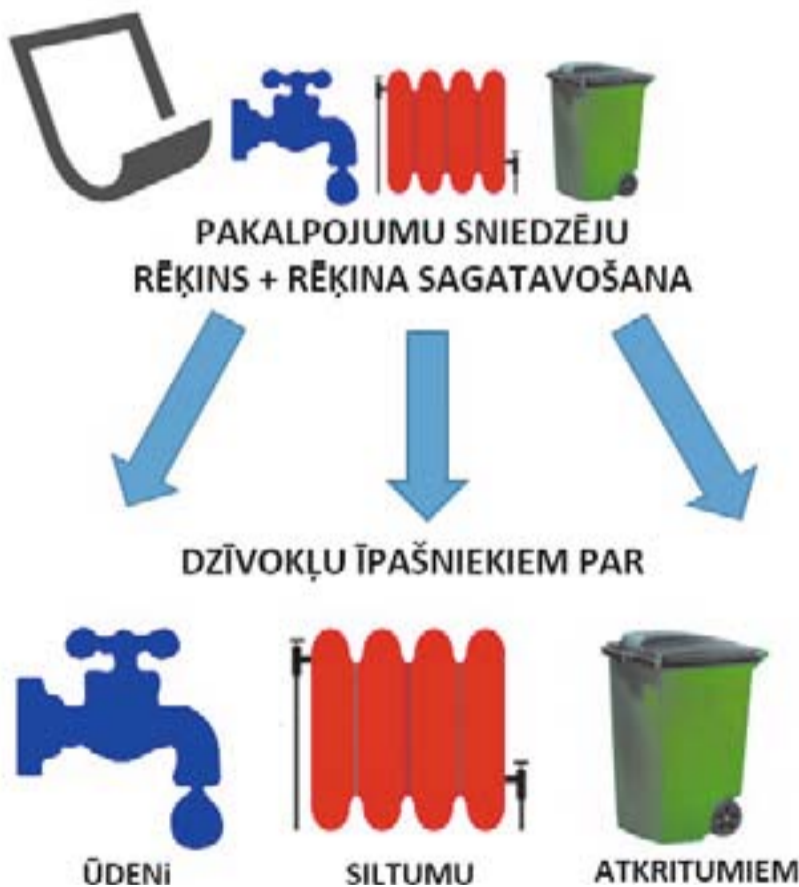 PAKALPOJUMU SNIEDZĒJU
RĒĶINS + RĒĶINA SAGATAVOŠANA
DZĪVOKĻU ĪPAŠNIEKIEM PAR
ŪDENi
SILTUMU
ATKRITUMIEM